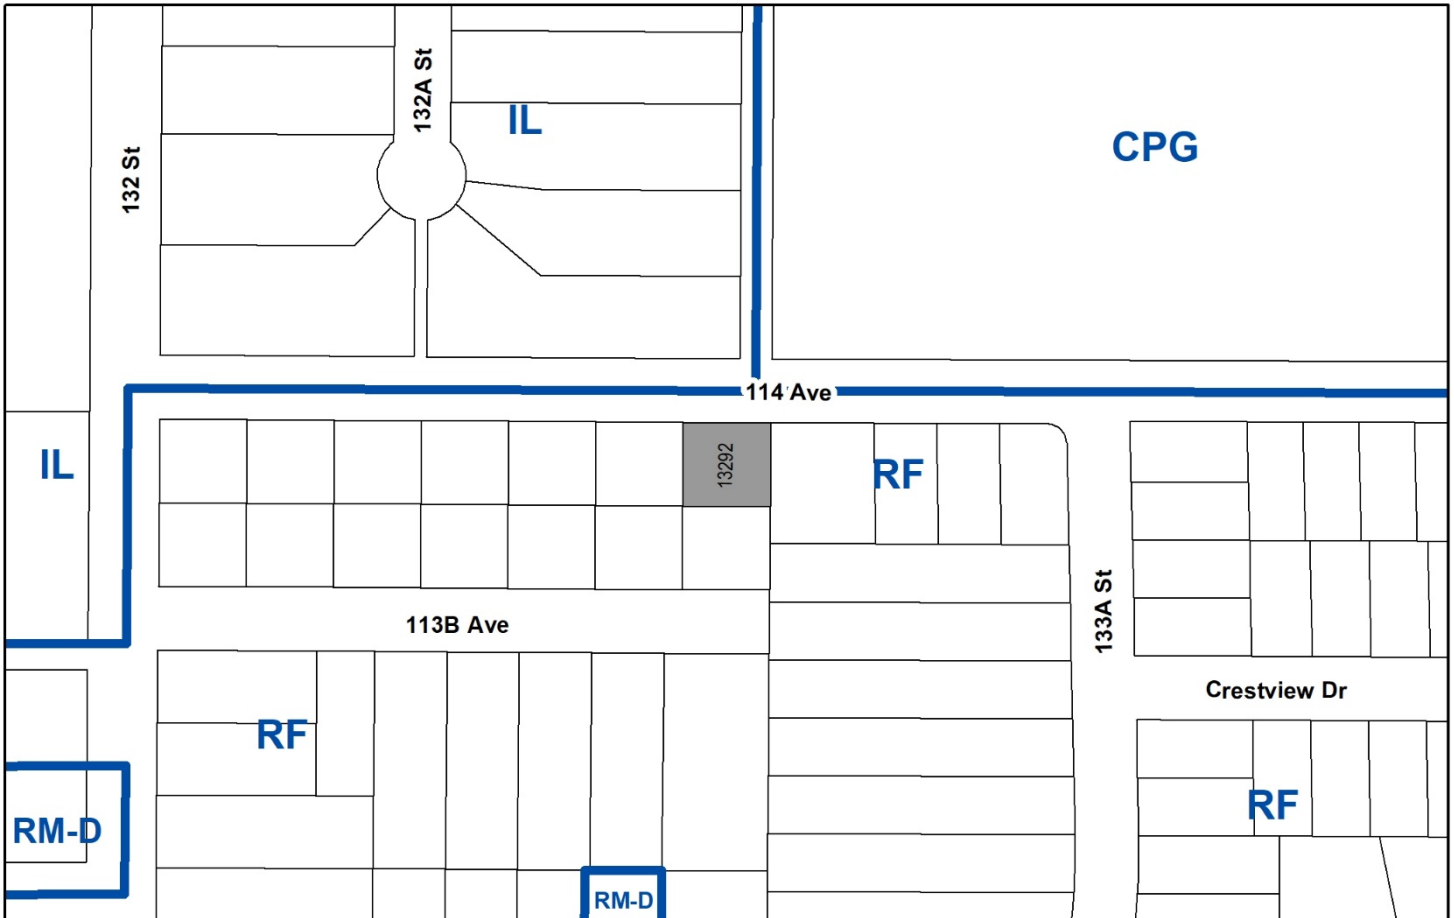 132A St
IL
CPG
132 St
114 Ave
IL
13292
RF
133A St
113B Ave
Crestview Dr
RF
RF
RM-D
RM-D